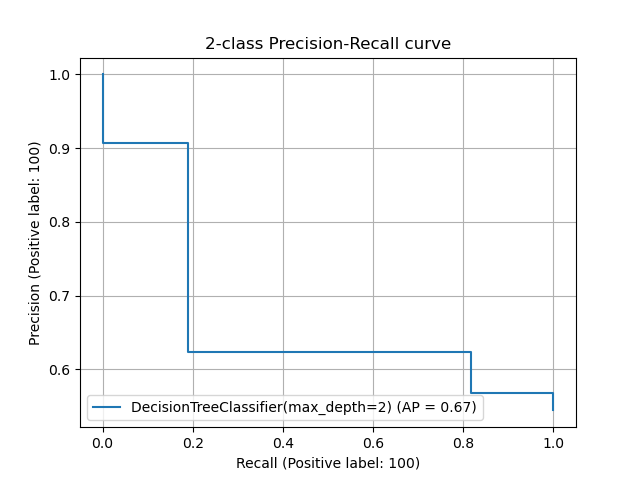 2-class Precision-Recall curve
Precision (Positive label: 100)
1.0
0.9
0.8
0.7
0.6
DecisionTreeClassifier(max_depth=2) (AP = 0.67)
0.0 0.2 0.4 0.6 0.8 1.0
Recall (Positive label: 100)